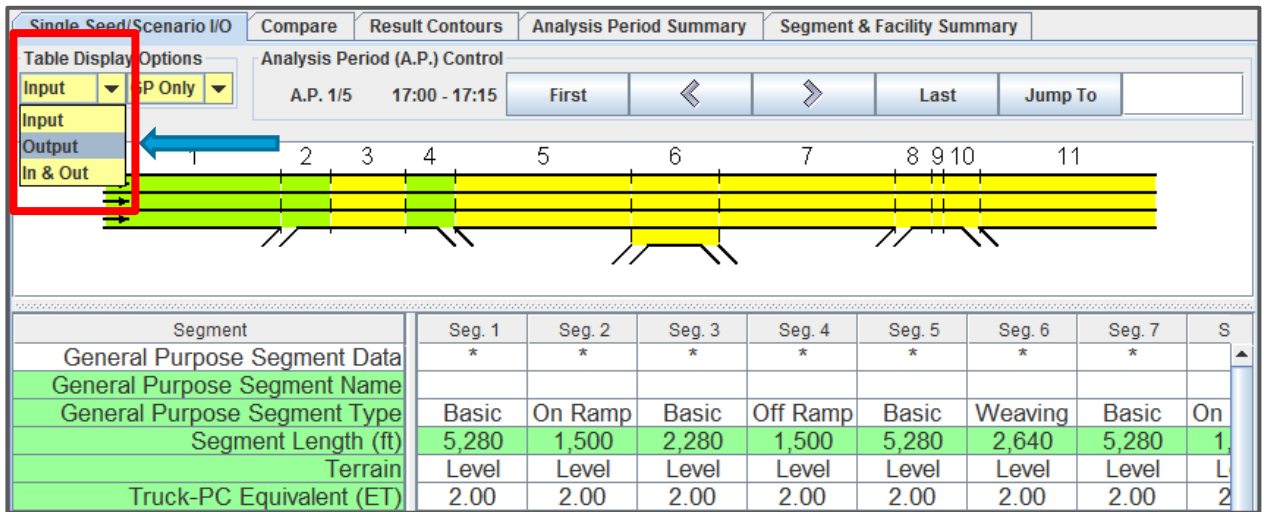 Single Seed/Scenario I/O Compare Result Contours Analysis Period Summary Segment & Facility Summary
Table Display Options Analysis Period (A.P.) Control
Input GP Only A.P. 1/5 17:00 - 17:15 First Last Jump To
Input
Output
In & Out
1 2 3 4 5 6 7 8 9 10 11
Segment Seg. 1 Seg. 2 Seg. 3 Seg. 4 Seg. 5 Seg. 6 Seg. 7 S
General Purpose Segment Data * * * * * * *
General Purpose Segment Name
General Purpose Segment Type Basic On Ramp Basic Off Ramp Basic Weaving Basic On
Segment Length (ft) 5,280 1,500 2,280 1,500 5,280 2,640 5,280 1,
Terrain Level Level Level Level Level Level Level L
Truck-PC Equivalent (ET) 2.00 2.00 2.00 2.00 2.00 2.00 2.00 2